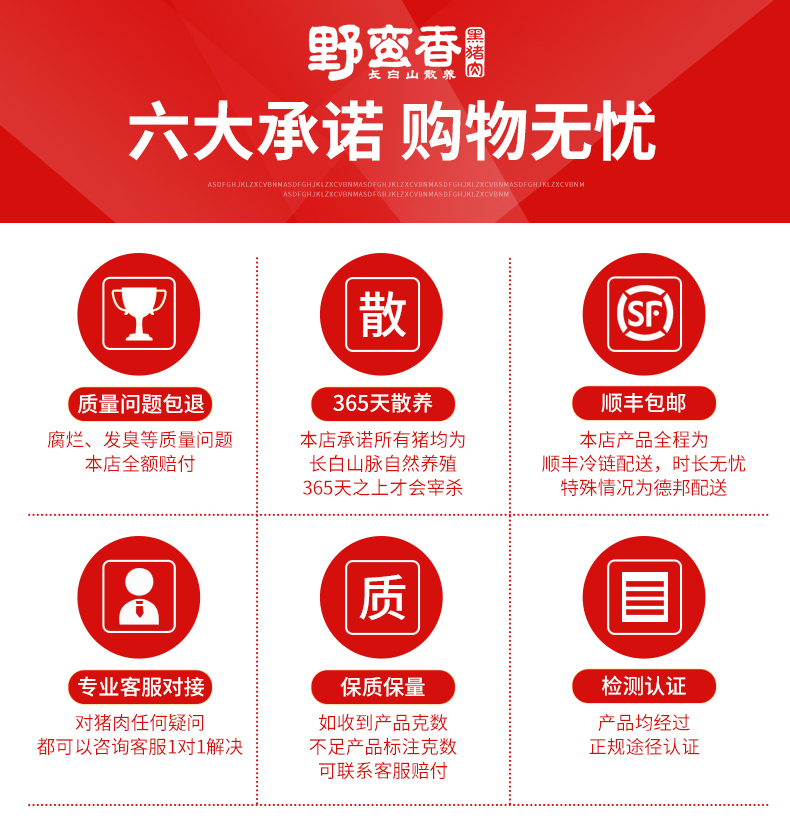 野蛮香
黑猪肉
长白山散养
六大承诺 购物无忧
ASDFGHJKLZXCVBNMASDFGHJKLZXCVBNMASDFGHJKLZXCVBNMASDFGHJKLZXCVBNM
ASDFGHJKLZXCVBNMASDFGHJKLZXCVBNMASDFGHJKLZXCVBNM
质量问题包退
腐烂、发臭等质量问题
本店全额赔付
散
365天散养
本店承诺所有猪均为
长白山脉自然养殖
365天之上才会宰杀
SF
顺丰包邮
本店产品全程为
顺丰冷链配送，时长无忧
特殊情况为德邦配送
专业客服对接
对猪肉任何疑问
都可以咨询客服1对1解决
质
保质保量
如收到产品克数
不足产品标注克数
可联系客服赔付
检测认证
产品均经过
正规途径认证